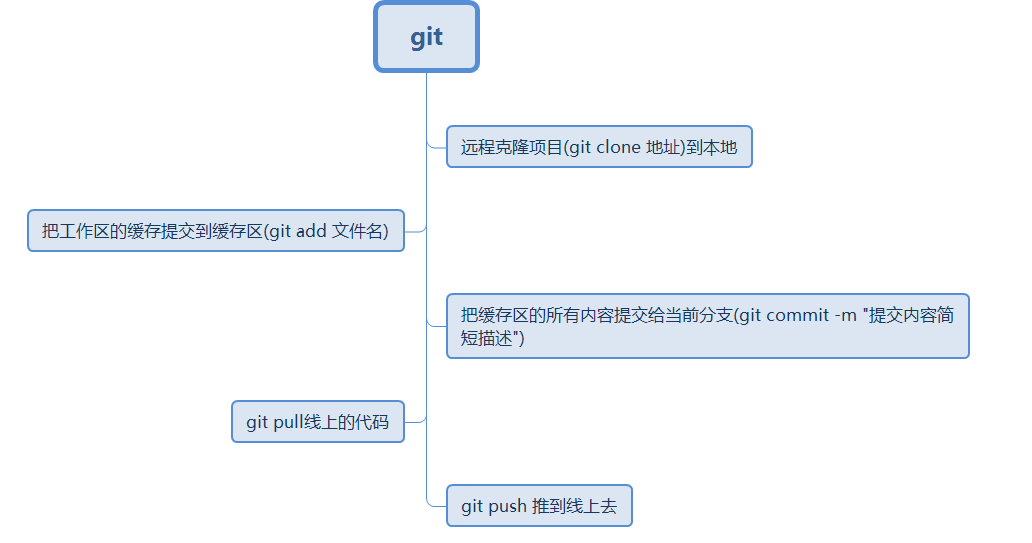 git
远程克隆项目(git clone 地址)到本地
把工作区的缓存提交到缓存区(git add 文件名)
把缓存区的所有内容提交给当前分支(git commit -m "提交内容简
短描述")
git pull线上的代码
git push 推到线上去